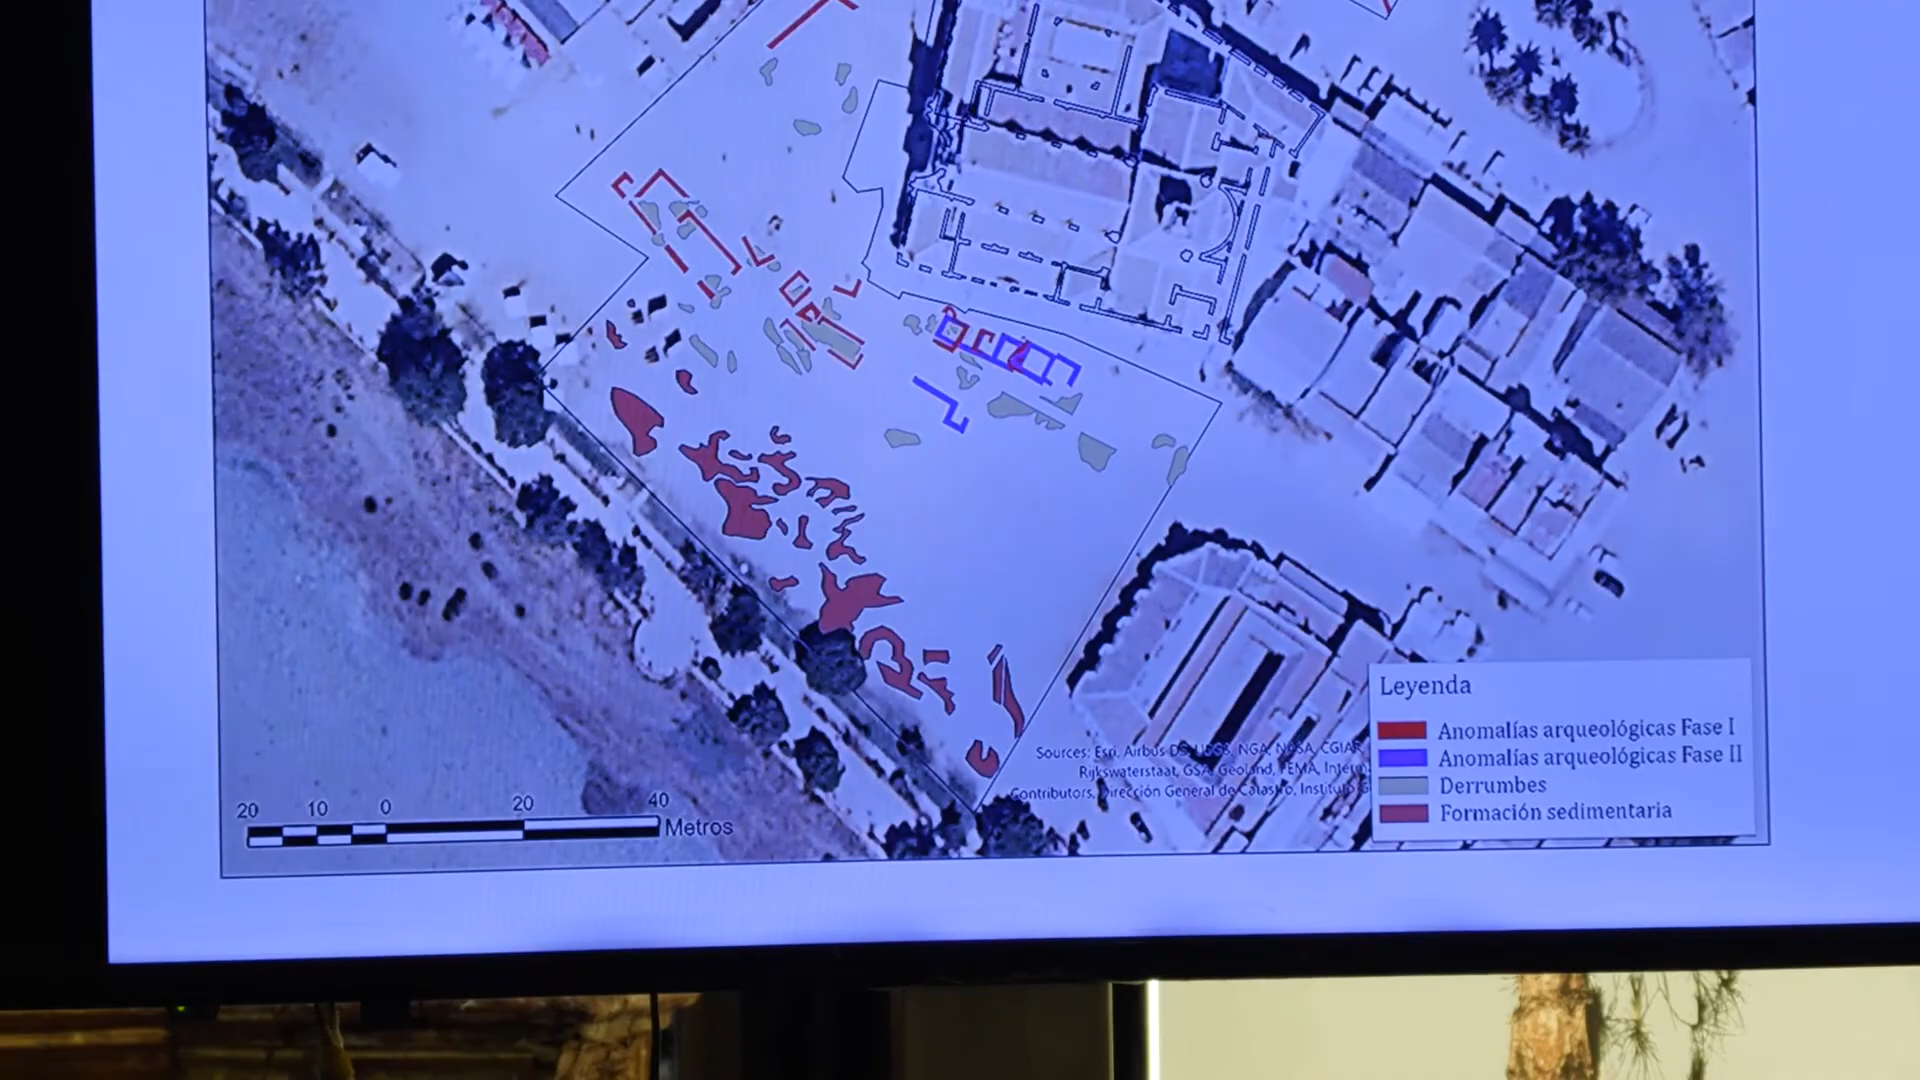 Leyenda
Anomalías arqueológicas Fase I
Anomalías arqueológicas Fase II
Derrumbes
Formación sedimentaria
Sources: Esri, Airbus DS, USGS, NGA, NASA, CGIAR,
Rijkswaterstaat, GSA, Geoland, FEMA, Interm
Contributors, Dirección General de Catastro, Instituto G
20 10 0 20 40
Metros